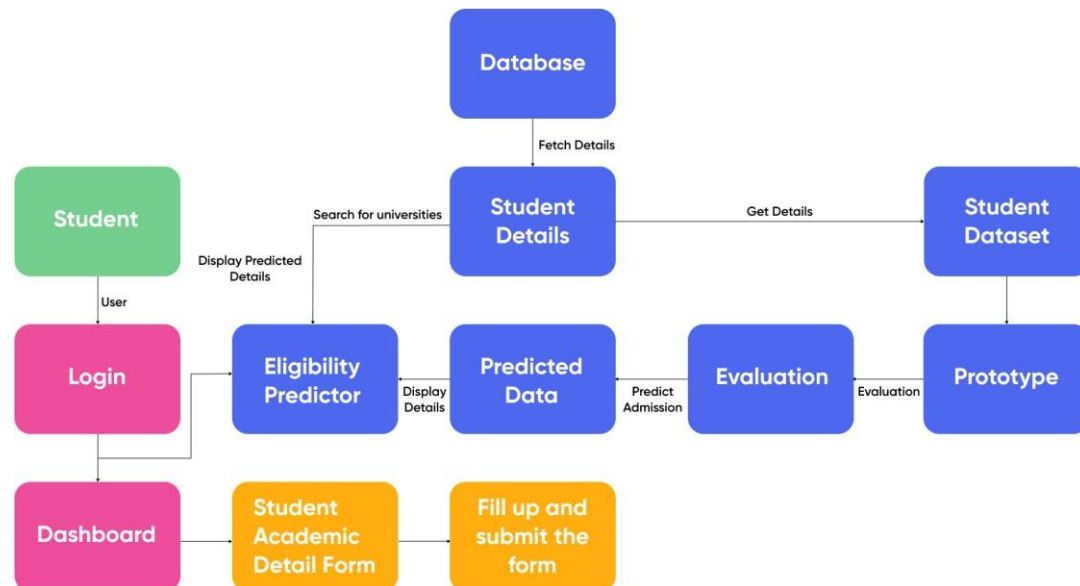 Database
Fetch Details
Student
Search for universities
Student
Details
Get Details
Student
Dataset
Display Predicted
Details
User
Login
Eligibility
Predictor
Display
Details
Predicted
Data
Predict
Admission
Evaluation
Evaluation
Prototype
Dashboard
Student
Academic
Detail Form
Fill up and
submit the
form